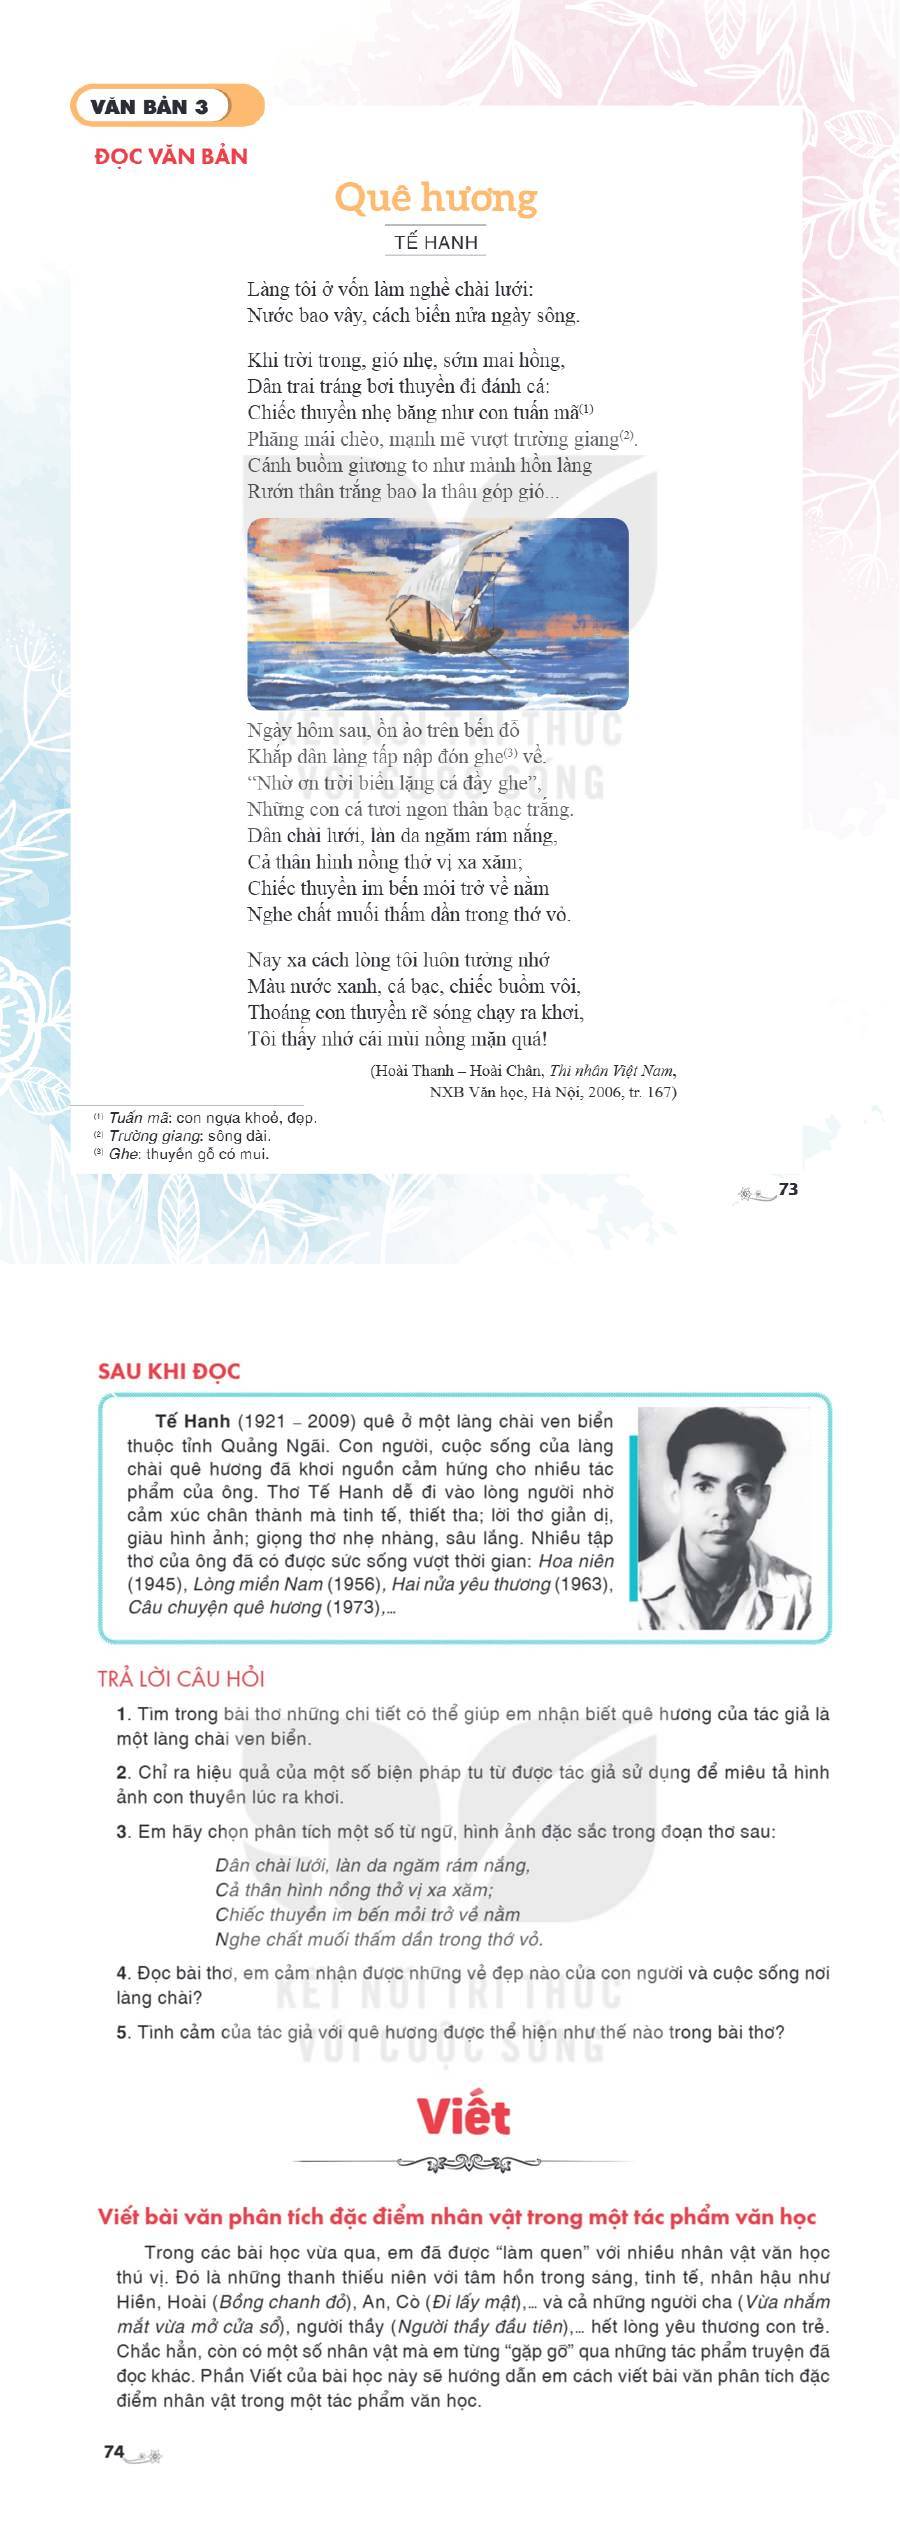 VĂN BẢN 3
ĐỌC VĂN BẢN
Quê hương
TẾ HANH
Làng tôi ở vốn làm nghề chài lưới:
Nước bao vây, cách biển nửa ngày sông.
Khi trời trong, gió nhẹ, sớm mai hồng,
Dân trai tráng bơi thuyền đi đánh cá:
Chiếc thuyền nhẹ băng như con tuấn mã(1)
Phăng mái chèo, mạnh mẽ vượt trường giang(2).
Cánh buồm giương to như mảnh hồn làng
Rướn thân trắng bao la thâu góp gió...
Ngày hôm sau, ồn ào trên bến đỗ
Khắp dân làng tấp nập đón ghe(3) về.
“Nhờ ơn trời biển lặng cá đầy ghe”,
Những con cá tươi ngon thân bạc trắng.
Dân chài lưới, làn da ngăm rám nắng,
Cả thân hình nồng thở vị xa xăm;
Chiếc thuyền im bến mỏi trở về nằm
Nghe chất muối thấm dần trong thớ vỏ.
Nay xa cách lòng tôi luôn tưởng nhớ
Màu nước xanh, cá bạc, chiếc buồm vôi,
Thoáng con thuyền rẽ sóng chạy ra khơi,
Tôi thấy nhớ cái mùi nồng mặn quá!
(Hoài Thanh – Hoài Chân, Thi nhân Việt Nam,
NXB Văn học, Hà Nội, 2006, tr. 167)
(1) Tuấn mã: con ngựa khoẻ, đẹp.
(2) Trường giang: sông dài.
(3) Ghe: thuyền gỗ có mui.
73
KẾT NỐI TRI THỨC
VỚI CUỘC SỐNG
SAU KHI ĐỌC
Tế Hanh (1921 – 2009) quê ở một làng chài ven biển
thuộc tỉnh Quảng Ngãi. Con người, cuộc sống của làng
chài quê hương đã khơi nguồn cảm hứng cho nhiều tác
phẩm của ông. Thơ Tế Hanh dễ đi vào lòng người nhờ
cảm xúc chân thành mà tinh tế, thiết tha; lời thơ giản dị,
giàu hình ảnh; giọng thơ nhẹ nhàng, sâu lắng. Nhiều tập
thơ của ông đã có được sức sống vượt thời gian: Hoa niên
(1945), Lòng miền Nam (1956), Hai nửa yêu thương (1963),
Câu chuyện quê hương (1973),...
TRẢ LỜI CÂU HỎI
1. Tìm trong bài thơ những chi tiết có thể giúp em nhận biết quê hương của tác giả là
một làng chài ven biển.
2. Chỉ ra hiệu quả của một số biện pháp tu từ được tác giả sử dụng để miêu tả hình
ảnh con thuyền lúc ra khơi.
3. Em hãy chọn phân tích một số từ ngữ, hình ảnh đặc sắc trong đoạn thơ sau:
Dân chài lưới, làn da ngăm rám nắng,
Cả thân hình nồng thở vị xa xăm;
Chiếc thuyền im bến mỏi trở về nằm
Nghe chất muối thấm dần trong thớ vỏ.
4. Đọc bài thơ, em cảm nhận được những vẻ đẹp nào của con người và cuộc sống nơi
làng chài?
5. Tình cảm của tác giả với quê hương được thể hiện như thế nào trong bài thơ?
KẾT NỐI TRI THỨC
VỚI CUỘC SỐNG
Viết
Viết bài văn phân tích đặc điểm nhân vật trong một tác phẩm văn học
Trong các bài học vừa qua, em đã được “làm quen” với nhiều nhân vật văn học
thú vị. Đó là những thanh thiếu niên với tâm hồn trong sáng, tinh tế, nhân hậu như
Hiền, Hoài (Bồng chanh đỏ), An, Cò (Đi lấy mật),... và cả những người cha (Vừa nhắm
mắt vừa mở cửa sổ), người thầy (Người thầy đầu tiên),... hết lòng yêu thương con trẻ.
Chắc hẳn, còn có một số nhân vật mà em từng “gặp gỡ” qua những tác phẩm truyện đã
đọc khác. Phần Viết của bài học này sẽ hướng dẫn em cách viết bài văn phân tích đặc
điểm nhân vật trong một tác phẩm văn học.
74